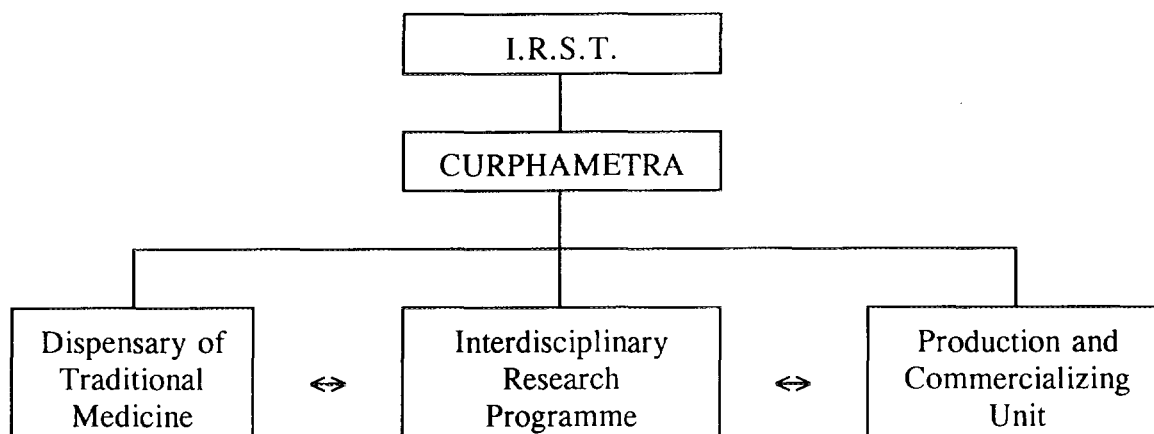 I.R.S.T.
CURPHAMETRA
Dispensary of
Traditional
Medicine
Interdisciplinary
Research
Programme
Production and
Commercializing
Unit